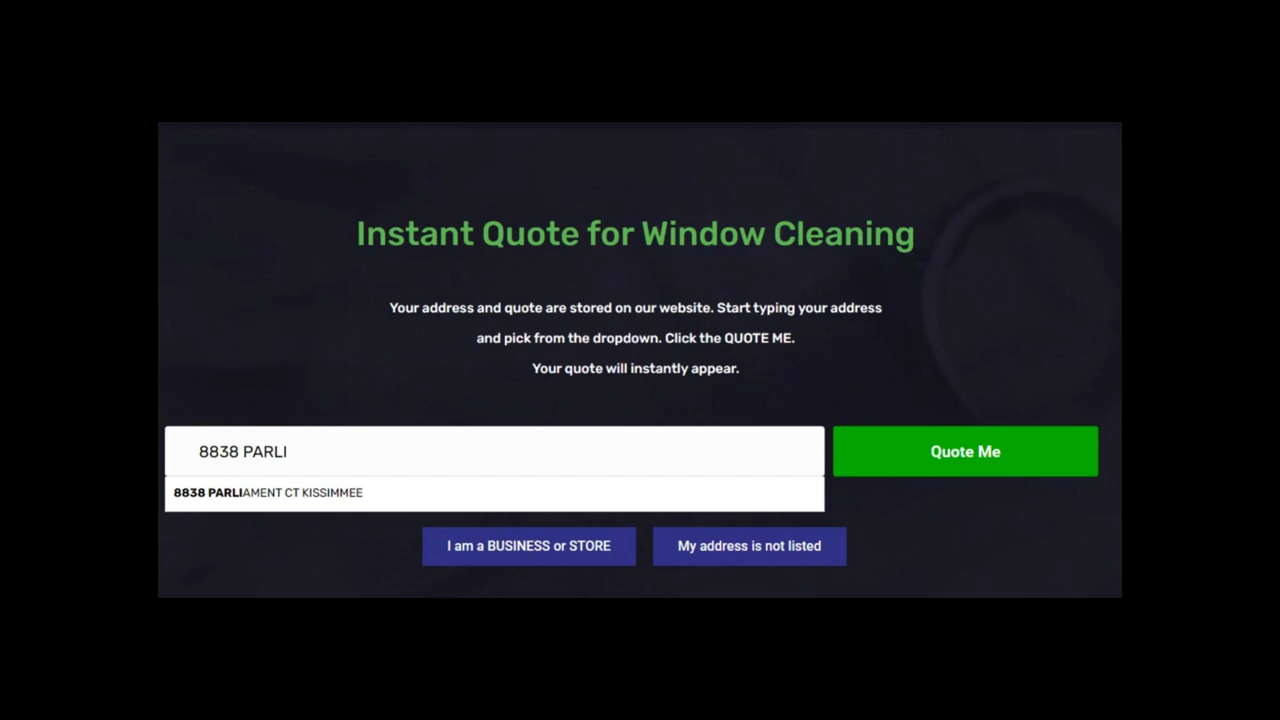 Instant Quote for Window Cleaning
Your address and quote are stored on our website. Start typing your address
and pick from the dropdown. Click the QUOTE ME.
Your quote will instantly appear.
8838 PARLI
Quote Me
8838 PARLIAMENT CT KISSIMMEE
I am a BUSINESS or STORE
My address is not listed